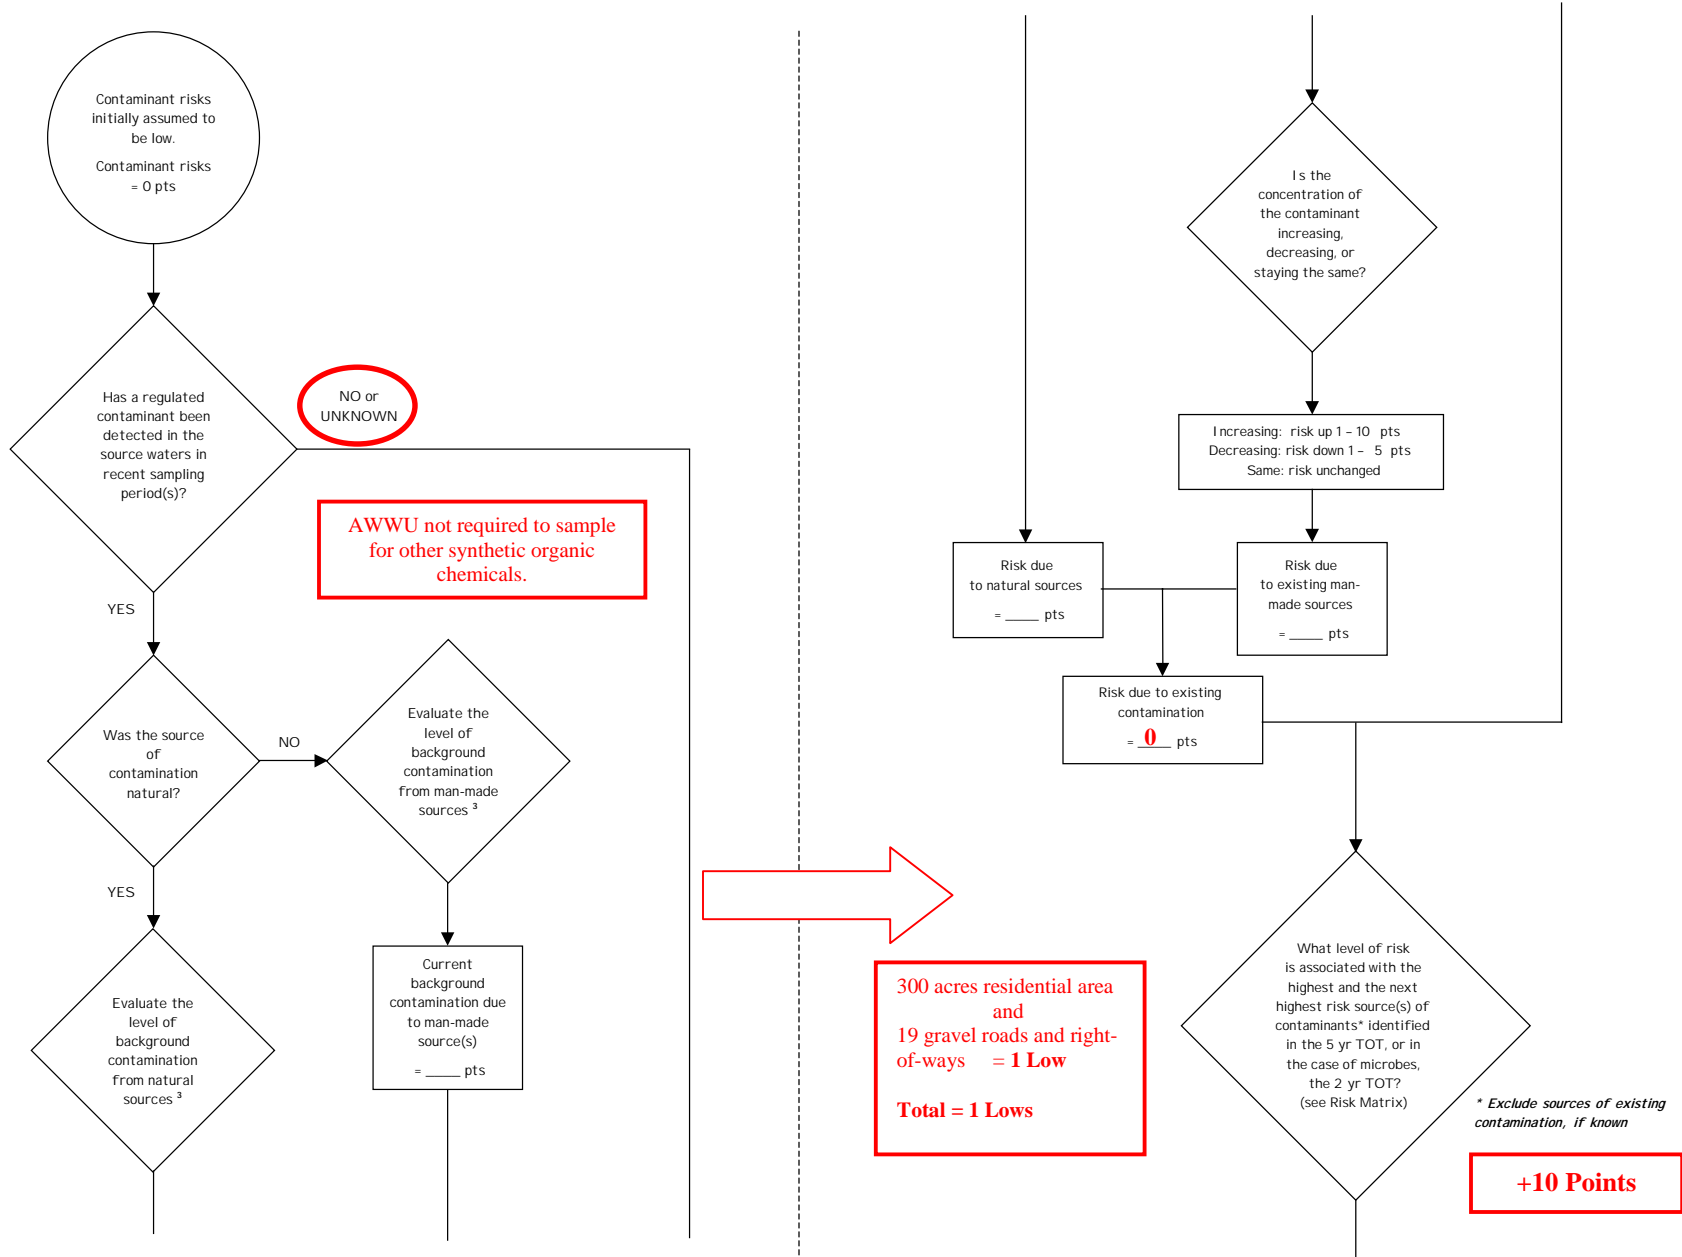 Contaminant risks
initially assumed to
be low.
Contaminant risks
= 0 pts
Has a regulated
contaminant been
detected in the
source waters in
recent sampling
period(s)?
NO or
UNKNOWN
AWWU not required to sample
for other synthetic organic
chemicals.
YES
Was the source
of
contamination
natural?
NO
Evaluate the
level of
background
contamination
from man-made
sources ³
YES
Evaluate the
level of
background
contamination
from natural
sources ³
Current
background
contamination due
to man-made
source(s)
= _____ pts
Is the
concentration of
the contaminant
increasing,
decreasing, or
staying the same?
Increasing: risk up 1 – 10 pts
Decreasing: risk down 1 – 5 pts
Same: risk unchanged
Risk due
to natural sources
= _____ pts
Risk due
to existing man-
made sources
= _____ pts
Risk due to existing
contamination
= __0__ pts
300 acres residential area
and
19 gravel roads and right-
of-ways = 1 Low
Total = 1 Lows
What level of risk
is associated with the
highest and the next
highest risk source(s) of
contaminants* identified
in the 5 yr TOT, or in
the case of microbes,
the 2 yr TOT?
(see Risk Matrix)
* Exclude sources of existing
contamination, if known
+10 Points